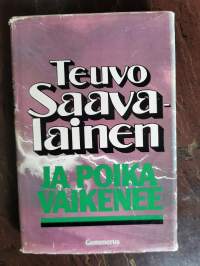 Teuvo
Saava-
lainen
JA POIKA
VAIKENEE
Gummerus